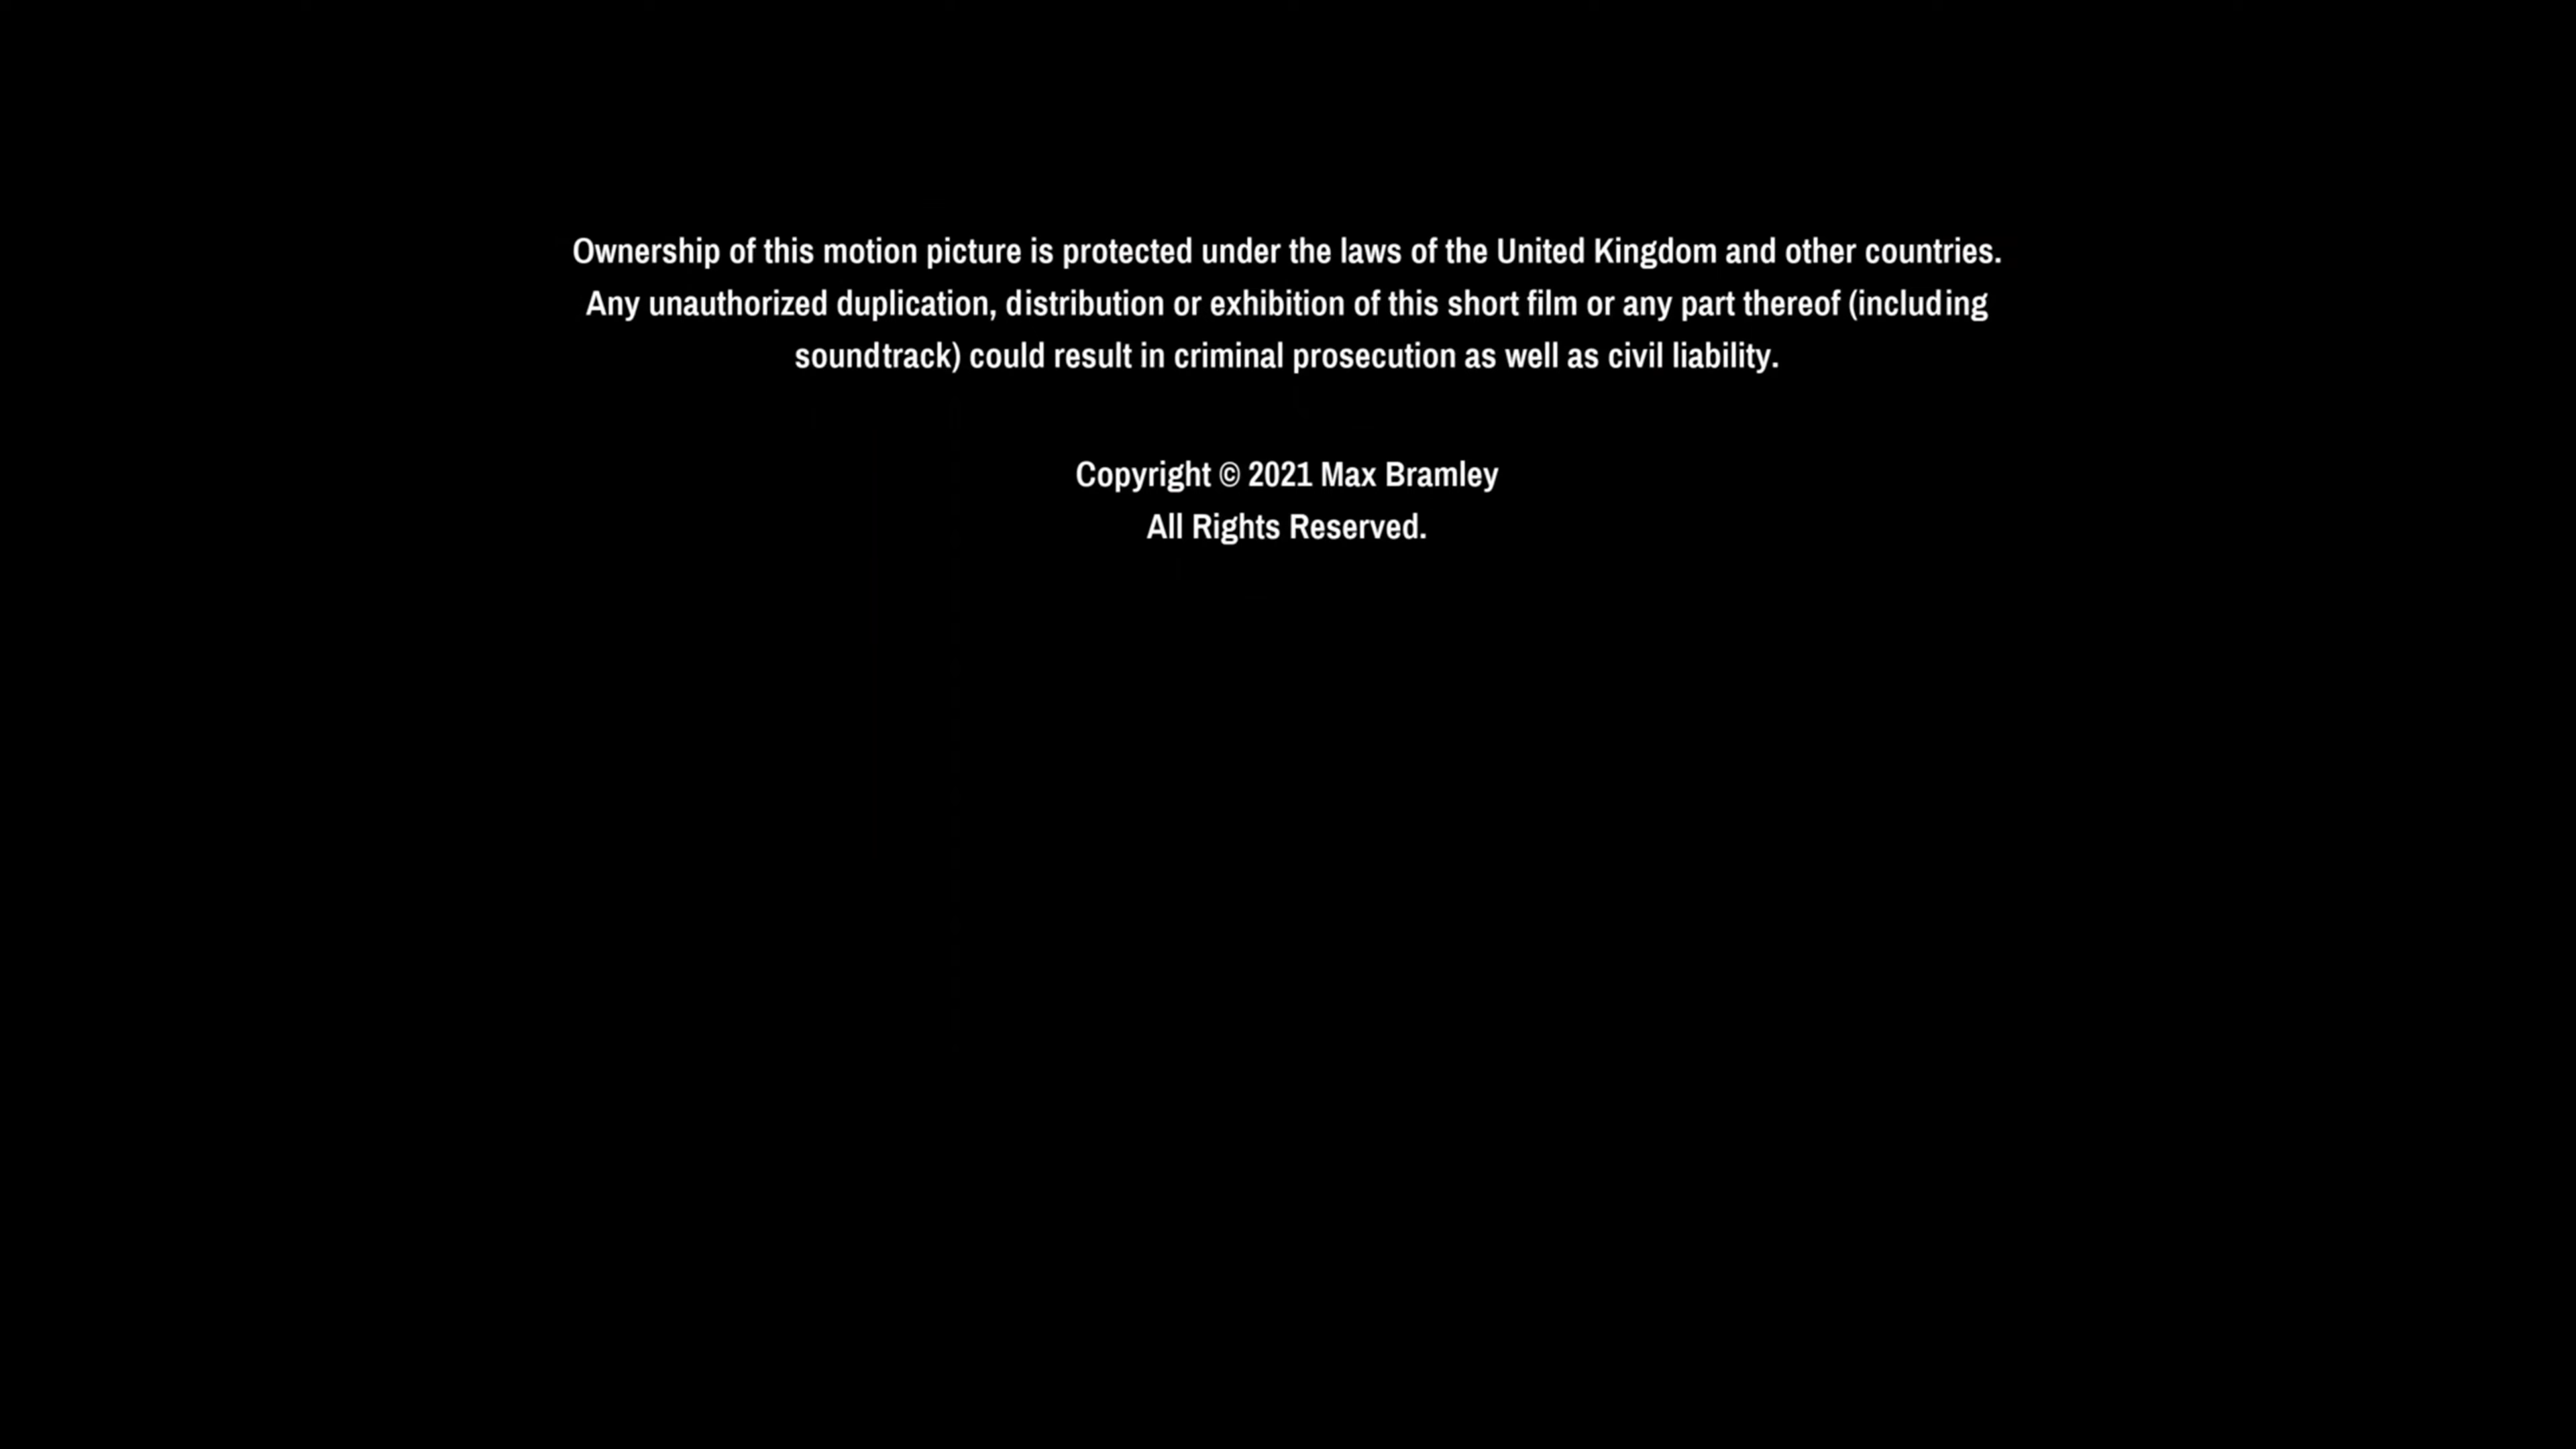 Ownership of this motion picture is protected under the laws of the United Kingdom and other countries.
Any unauthorized duplication, distribution or exhibition of this short film or any part thereof (including
soundtrack) could result in criminal prosecution as well as civil liability.
Copyright © 2021 Max Bramley
All Rights Reserved.